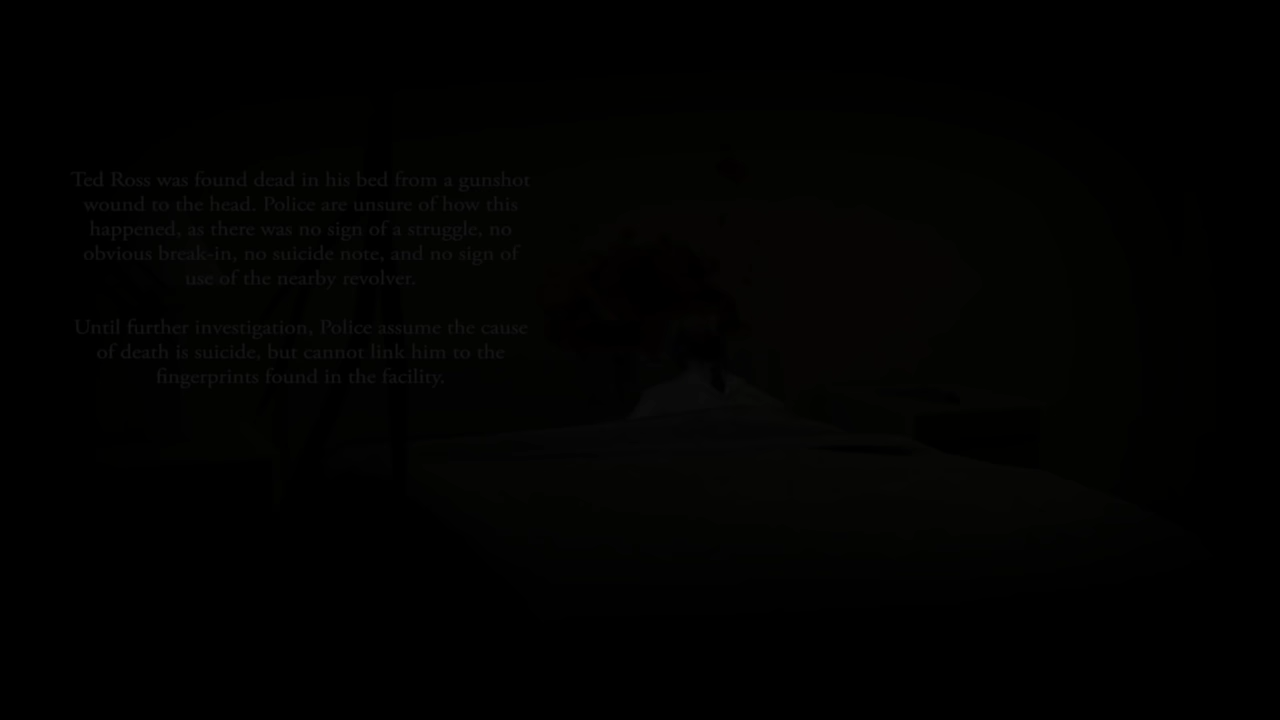 Ted Ross was found dead in his bed from a gunshot
wound to the head. Police are unsure of how this
happened, as there was no sign of a struggle, no
obvious break-in, no suicide note, and no sign of
use of the nearby revolver.
Until further investigation, Police assume the cause
of death is suicide, but cannot link him to the
fingerprints found in the facility.